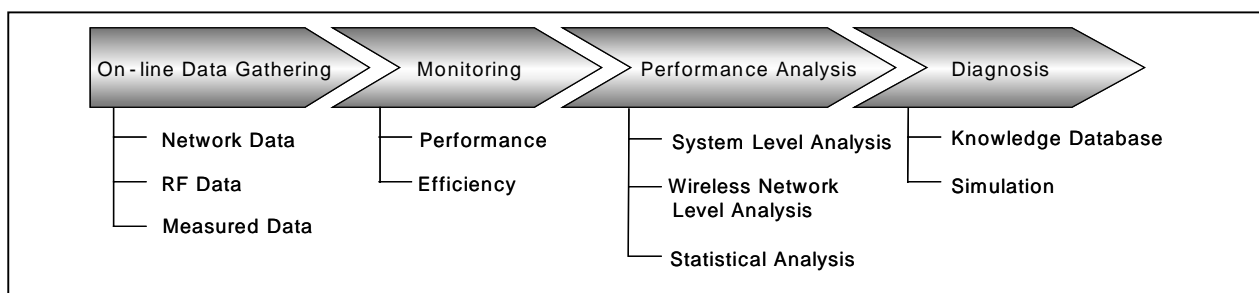 On-line Data Gathering
Monitoring
Performance Analysis
Diagnosis
Network Data
RF Data
Measured Data
Performance
Efficiency
System Level Analysis
Wireless Network
Level Analysis
Statistical Analysis
Knowledge Database
Simulation